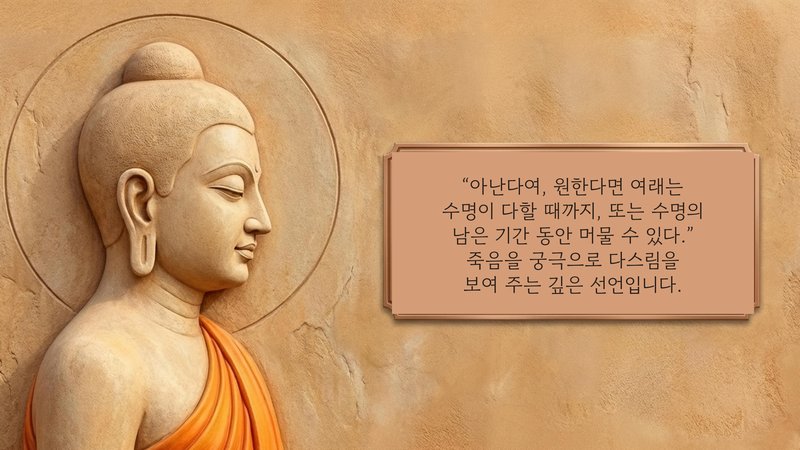 “아난다여, 원한다면 여래는
수명이 다할 때까지, 또는 수명의
남은 기간 동안 머물 수 있다.”
죽음을 궁극으로 다스림을
보여 주는 깊은 선언입니다.